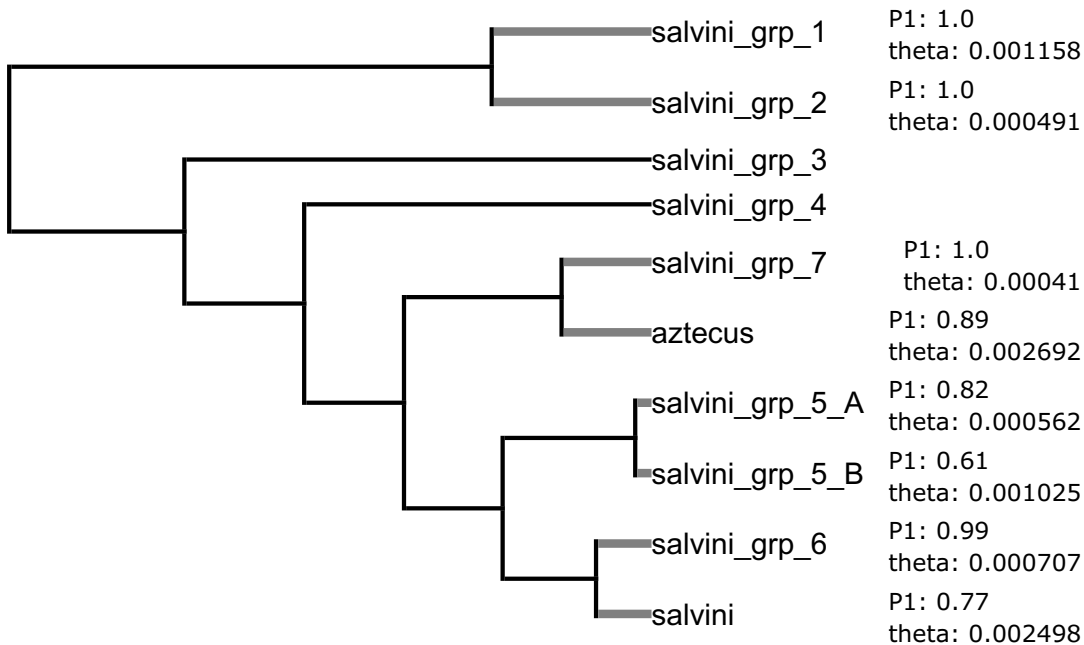 salvini_grp_1
P1: 1.0
theta: 0.001158
salvini_grp_2
P1: 1.0
theta: 0.000491
salvini_grp_3
salvini_grp_4
salvini_grp_7
P1: 1.0
theta: 0.00041
aztecus
P1: 0.89
theta: 0.002692
salvini_grp_5_A
P1: 0.82
theta: 0.000562
salvini_grp_5_B
P1: 0.61
theta: 0.001025
salvini_grp_6
P1: 0.99
theta: 0.000707
salvini
P1: 0.77
theta: 0.002498